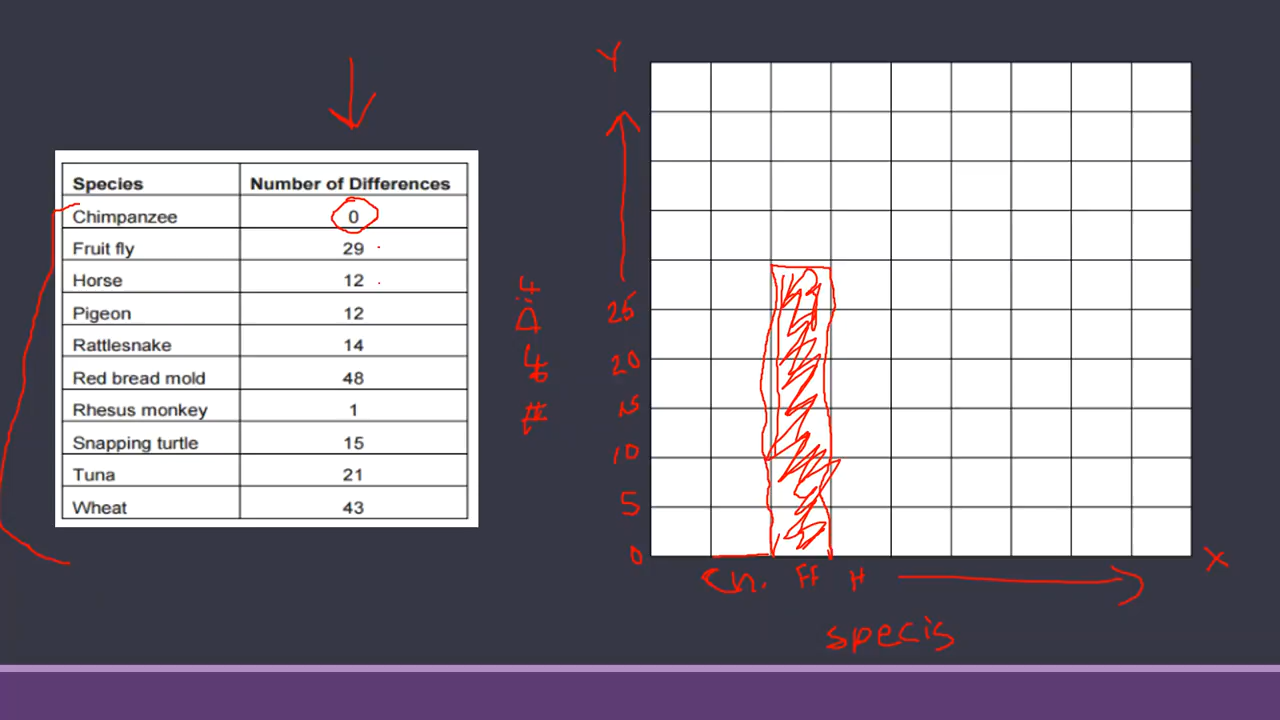 Species Number of Differences
Chimpanzee 0
Fruit fly 29
Horse 12
Pigeon 12
Rattlesnake 14
Red bread mold 48
Rhesus monkey 1
Snapping turtle 15
Tuna 21
Wheat 43
Y
# of Dif
25
20
15
10
5
0
X
Ch. FF H
specis